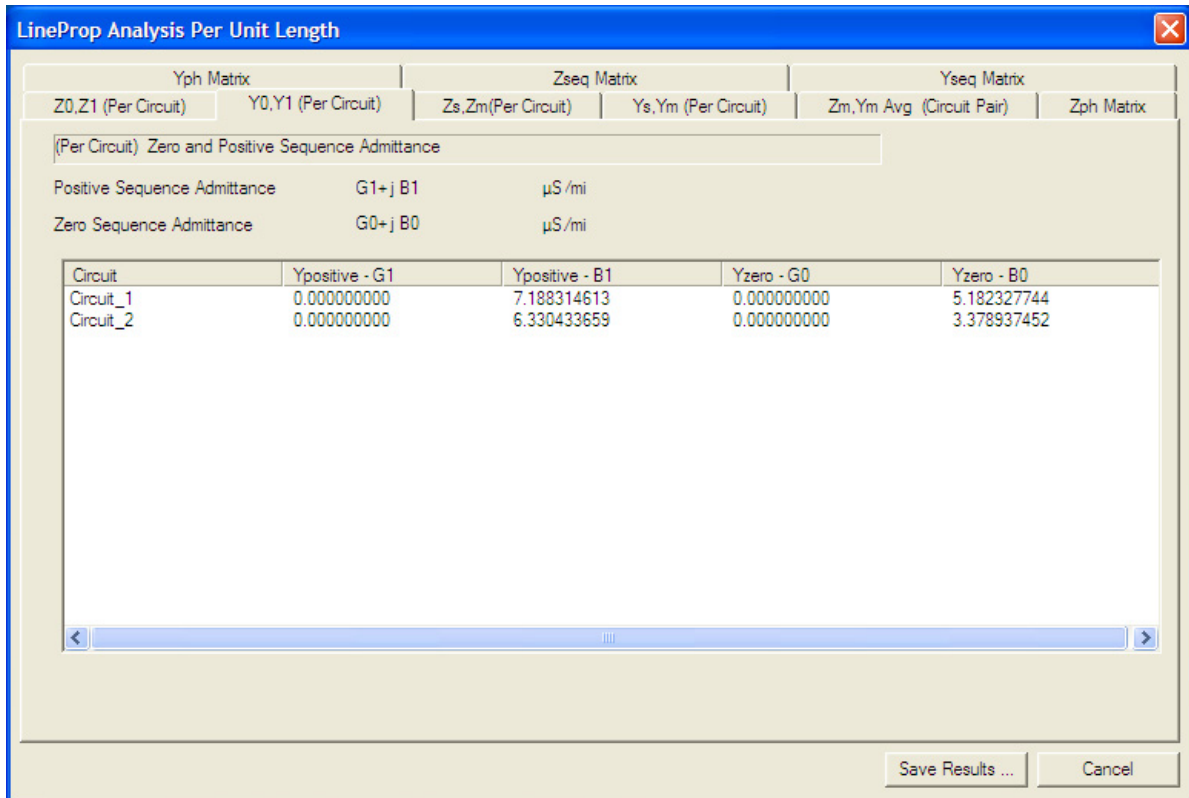 LineProp Analysis Per Unit Length
Yph Matrix Zseq Matrix Yseq Matrix
Z0,Z1 (Per Circuit) Y0,Y1 (Per Circuit) Zs,Zm(Per Circuit) Ys,Ym (Per Circuit) Zm,Ym Avg (Circuit Pair) Zph Matrix
(Per Circuit) Zero and Positive Sequence Admittance
Positive Sequence Admittance G1+j B1 µS/mi
Zero Sequence Admittance G0+j B0 µS/mi
Circuit Ypositive - G1 Ypositive - B1 Yzero - G0 Yzero - B0
Circuit_1 0.000000000 7.188314613 0.000000000 5.182327744
Circuit_2 0.000000000 6.330433659 0.000000000 3.378937452
Save Results ... Cancel